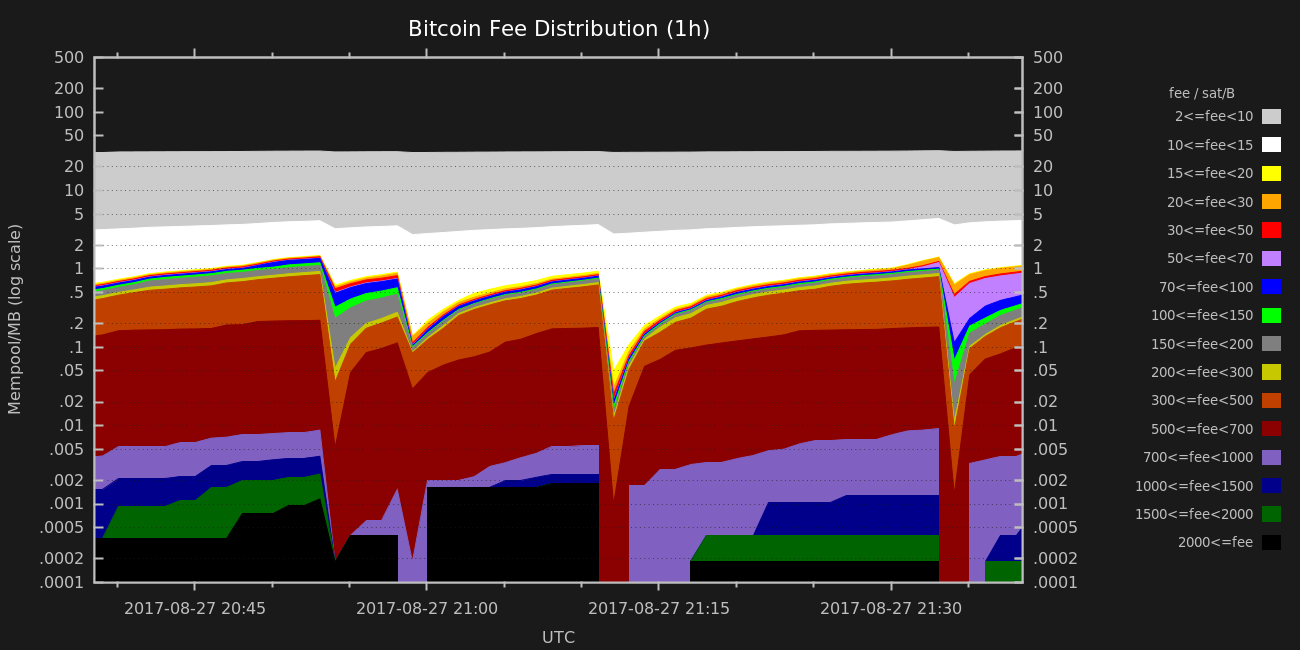 Bitcoin Fee Distribution (1h)
Mempool/MB (log scale)
500
200
100
50
20
10
5
2
1
.5
.2
.1
.05
.02
.01
.005
.002
.001
.0005
.0002
.0001
500
200
100
50
20
10
5
2
1
.5
.2
.1
.05
.02
.01
.005
.002
.001
.0005
.0002
.0001
2017-08-27 20:45
2017-08-27 21:00
2017-08-27 21:15
2017-08-27 21:30
UTC
fee / sat/B
2<=fee<10
10<=fee<15
15<=fee<20
20<=fee<30
30<=fee<50
50<=fee<70
70<=fee<100
100<=fee<150
150<=fee<200
200<=fee<300
300<=fee<500
500<=fee<700
700<=fee<1000
1000<=fee<1500
1500<=fee<2000
2000<=fee